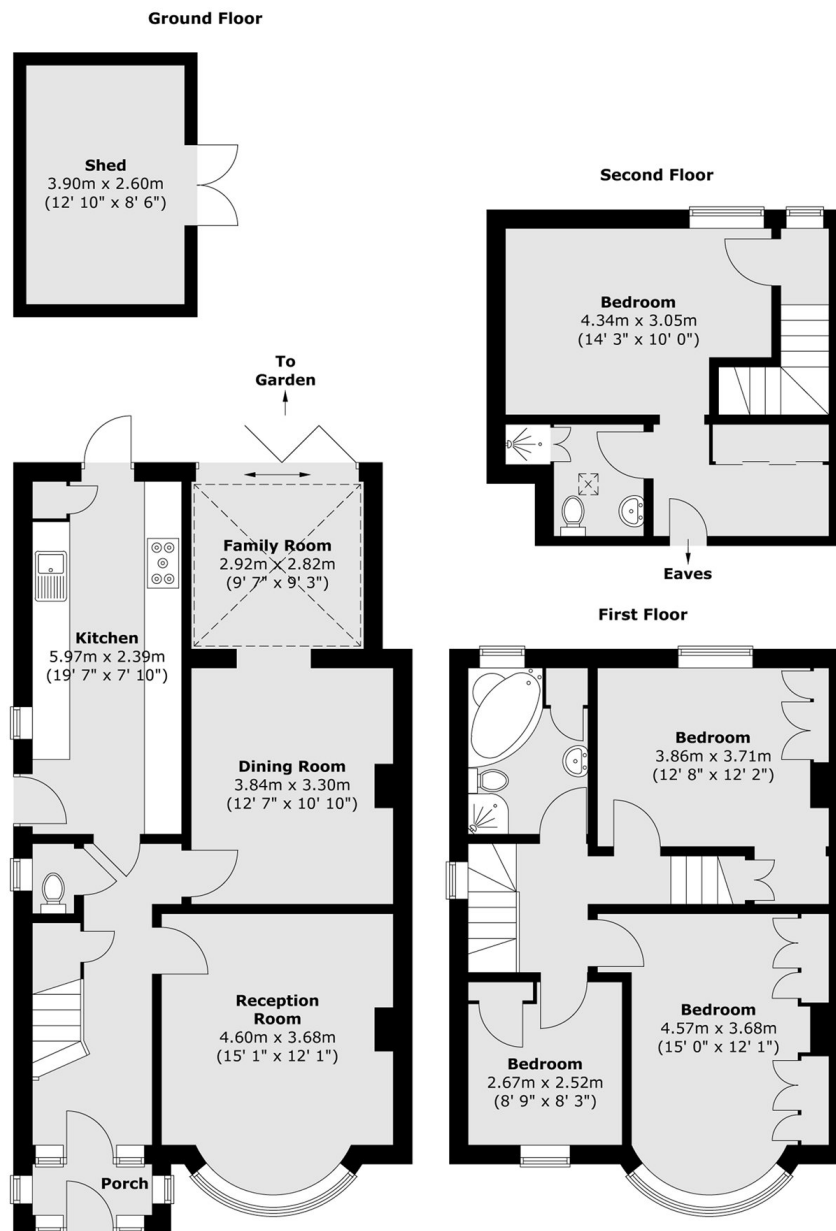 Ground Floor
Shed
3.90m x 2.60m
(12' 10" x 8' 6")
To
Garden
Family Room
2.92m x 2.82m
(9' 7" x 9' 3")
Kitchen
5.97m x 2.39m
(19' 7" x 7' 10")
Dining Room
3.84m x 3.30m
(12' 7" x 10' 10")
Reception
Room
4.60m x 3.68m
(15' 1" x 12' 1")
Porch
Second Floor
Bedroom
4.34m x 3.05m
(14' 3" x 10' 0")
Eaves
First Floor
Bedroom
3.86m x 3.71m
(12' 8" x 12' 2")
Bedroom
4.57m x 3.68m
(15' 0" x 12' 1")
Bedroom
2.67m x 2.52m
(8' 9" x 8' 3")